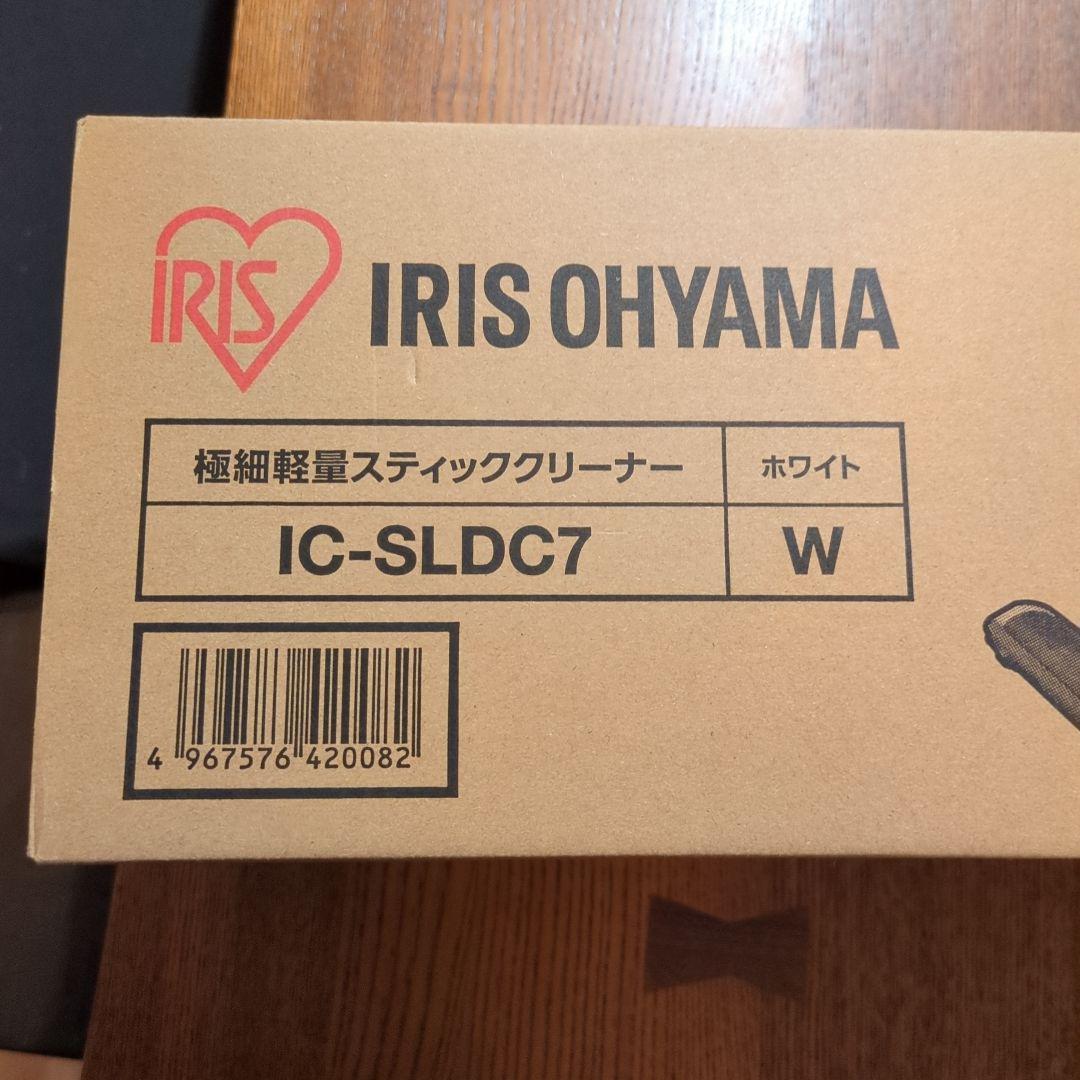 IRIS
IRIS OHYAMA
極細軽量スティッククリーナー
ホワイト
IC-SLDC7
W
4 967576 420082